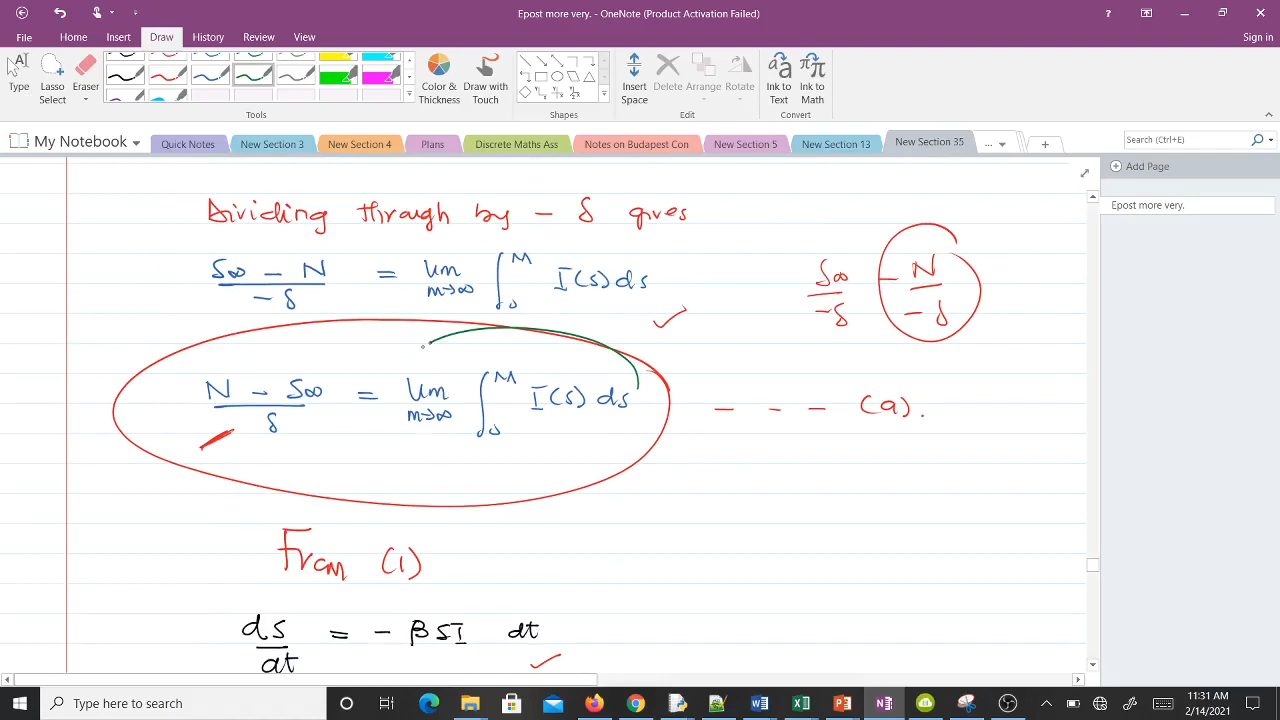 Epost more very. - OneNote (Product Activation Failed)
? Sign in
File Home Insert Draw History Review View
Type Lasso Select Eraser Color & Thickness Draw with Touch Insert Space Delete Arrange Rotate Ink to Text Ink to Math
Tools Shapes Edit Convert
My Notebook Quick Notes New Section 3 New Section 4 Plans Discrete Maths Ass Notes on Budapest Con New Section 5 New Section 13 New Section 35 ... Search (Ctrl+E)
Add Page
Epost more very.
Dividing through by - δ gives
(S∞ - N)/(-δ) = lim m→∞ ∫₀ᴹ I(s) ds
S∞/-δ - N/-δ
(N - S∞)/δ = lim m→∞ ∫₀ᴹ I(s) ds - - - (a).
From (1)
ds/dt = - β S I dt
Type here to search
11:31 AM
2/14/2021